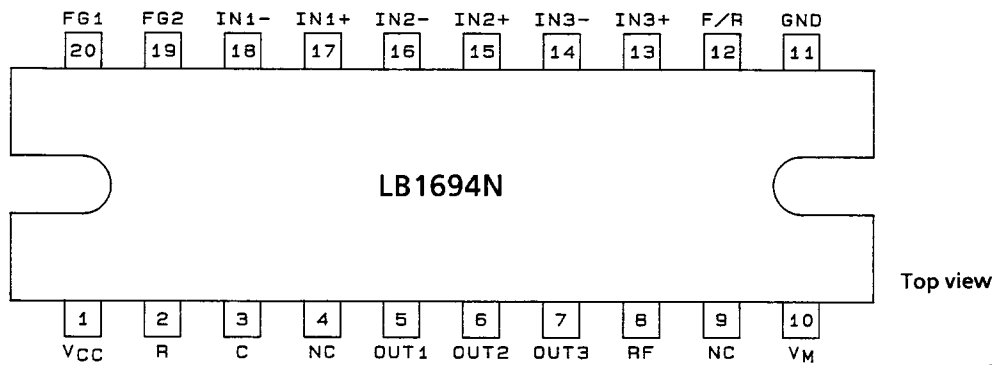 FG1 FG2 IN1- IN1+ IN2- IN2+ IN3- IN3+ F/R GND
20 19 18 17 16 15 14 13 12 11
LB1694N
Top view
1 2 3 4 5 6 7 8 9 10
VCC R C NC OUT1 OUT2 OUT3 RF NC VM